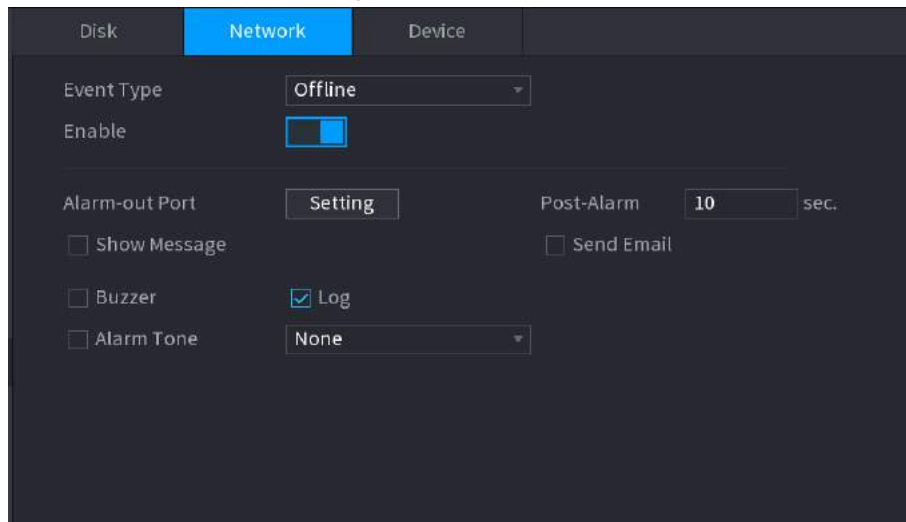 Disk Network Device
Event Type Offline
Enable
Alarm-out Port Setting Post-Alarm 10 sec.
Show Message Send Email
Buzzer Log
Alarm Tone None